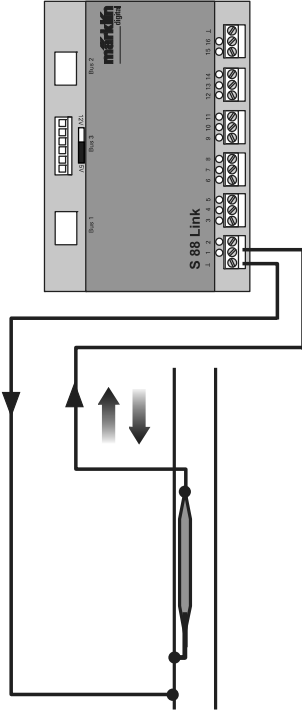 märklin
digital
Bus 2
Bus 3
12V
5V
Bus 1
S 88 Link
⊥ 1 2
3 4 5
6 7 8
9 10 11
12 13 14
15 16 ⊥